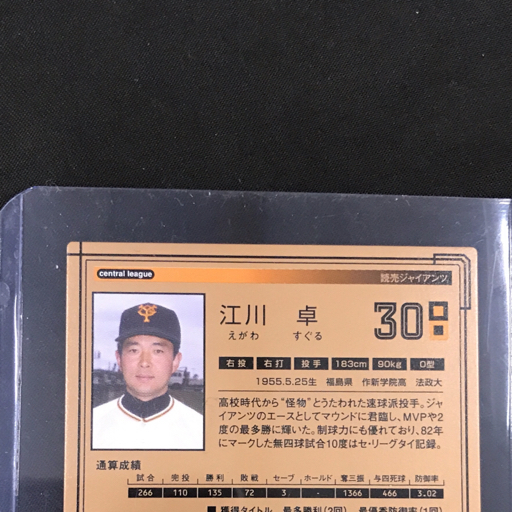 central league
読売ジャイアンツ
江川 卓
えがわ すぐる
30
右投 右打 投手 183cm 90kg O型
1955.5.25生 福島県 作新学院高 法政大
高校時代から“怪物”とうたわれた速球派投手。ジャ
イアンツのエースとしてマウンドに君臨し、MVPや2
度の最多勝に輝いた。制球力にも優れており、82年
にマークした無四球試合10度はセ・リーグタイ記録。
通算成績
試合 完投 勝利 敗戦 セーブ ホールド 奪三振 与四死球 防御率
266 110 135 72 3 - 1366 466 3.02
■獲得タイトル 最多勝利(2回) 最優秀防御率(1回)